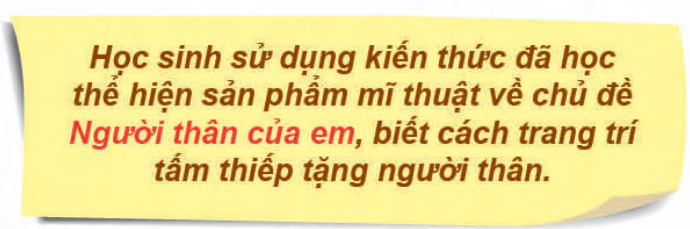 Học sinh sử dụng kiến thức đã học
thể hiện sản phẩm mĩ thuật về chủ đề
Người thân của em, biết cách trang trí
tấm thiếp tặng người thân.